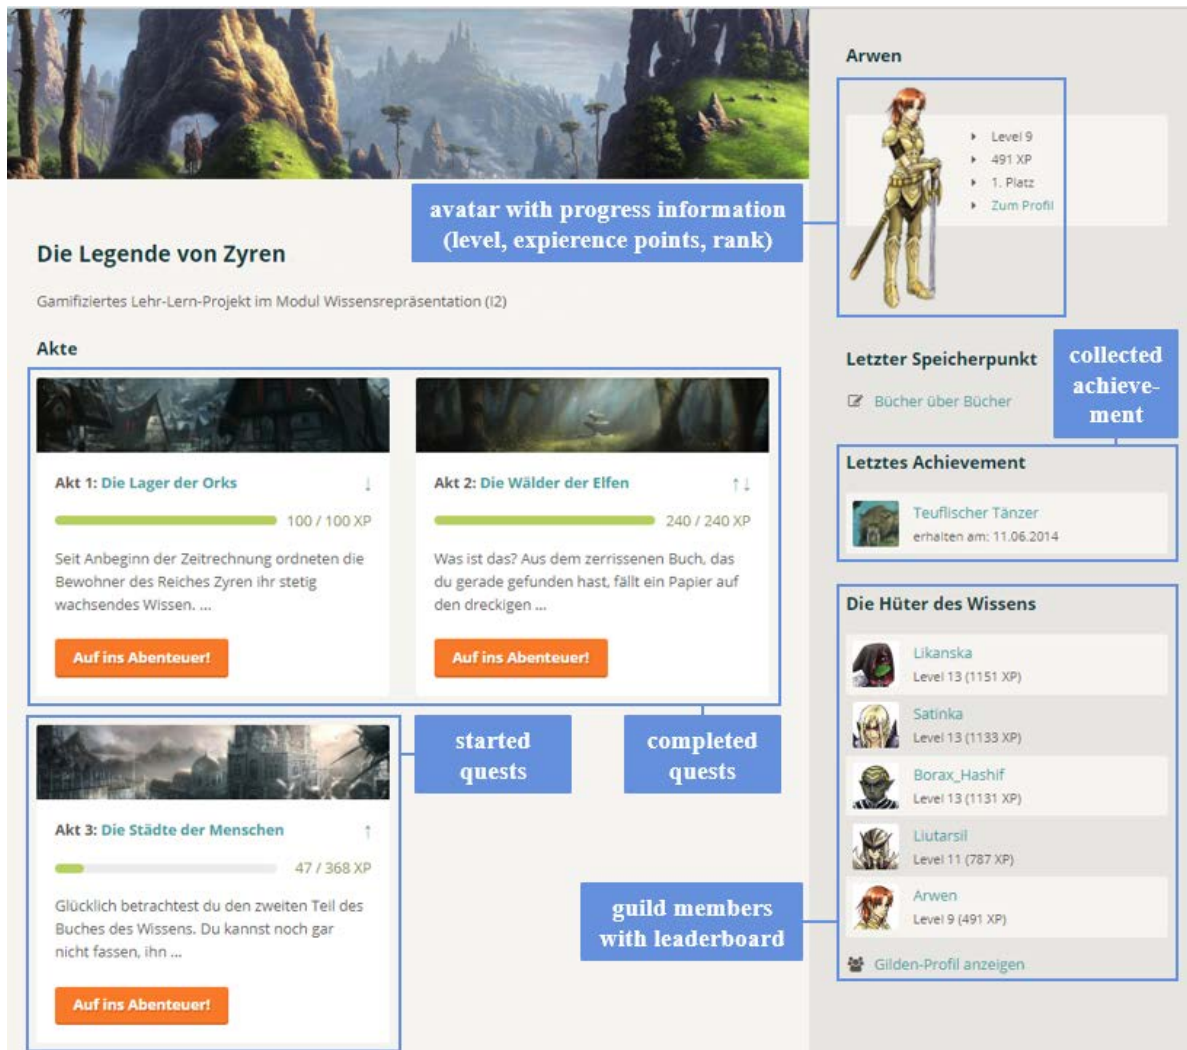 Arwen
Level 9
491 XP
1. Platz
Zum Profil
avatar with progress information
(level, expierence points, rank)
Die Legende von Zyren
Gamifiziertes Lehr-Lern-Projekt im Modul Wissensrepräsentation (I2)
Akte
Akt 1: Die Lager der Orks
↓
100 / 100 XP
Seit Anbeginn der Zeitrechnung ordneten die
Bewohner des Reiches Zyren ihr stetig
wachsendes Wissen. ...
Auf ins Abenteuer!
Akt 2: Die Wälder der Elfen
↑↓
240 / 240 XP
Was ist das? Aus dem zerrissenen Buch, das
du gerade gefunden hast, fällt ein Papier auf
den dreckigen ...
Auf ins Abenteuer!
started
quests
completed
quests
Akt 3: Die Städte der Menschen
↑
47 / 368 XP
Glücklich betrachtest du den zweiten Teil des
Buches des Wissens. Du kannst noch gar
nicht fassen, ihn ...
Auf ins Abenteuer!
Letzter Speicherpunkt
Bücher über Bücher
collected
achieve-
ment
Letztes Achievement
Teuflischer Tänzer
erhalten am: 11.06.2014
Die Hüter des Wissens
Likanska
Level 13 (1151 XP)
Satinka
Level 13 (1133 XP)
Borax_Hashif
Level 13 (1131 XP)
Liutarsil
Level 11 (787 XP)
Arwen
Level 9 (491 XP)
Gilden-Profil anzeigen
guild members
with leaderboard